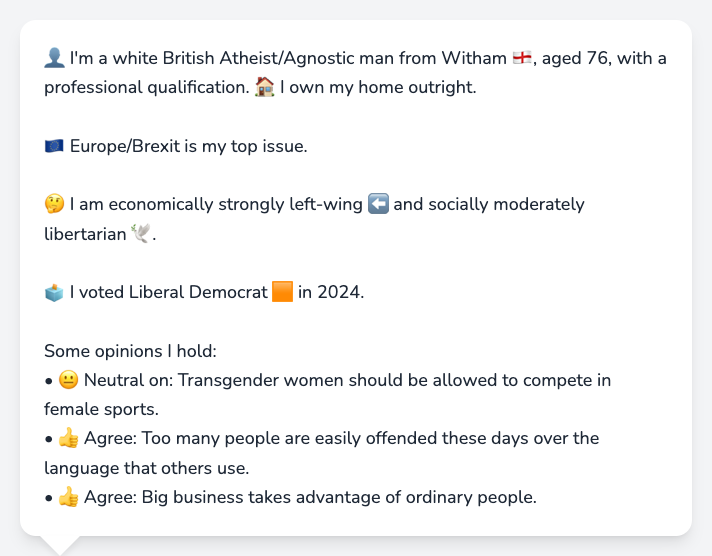 👤 I'm a white British Atheist/Agnostic man from Witham 🏴󠁧󠁢󠁥󠁮󠁧󠁿, aged 76, with a
professional qualification. 🏠 I own my home outright.
🇪🇺 Europe/Brexit is my top issue.
🤔 I am economically strongly left-wing ⬅️ and socially moderately
libertarian 🕊️.
🗳️ I voted Liberal Democrat 🟧 in 2024.
Some opinions I hold:
• 😐 Neutral on: Transgender women should be allowed to compete in
female sports.
• 👍 Agree: Too many people are easily offended these days over the
language that others use.
• 👍 Agree: Big business takes advantage of ordinary people.